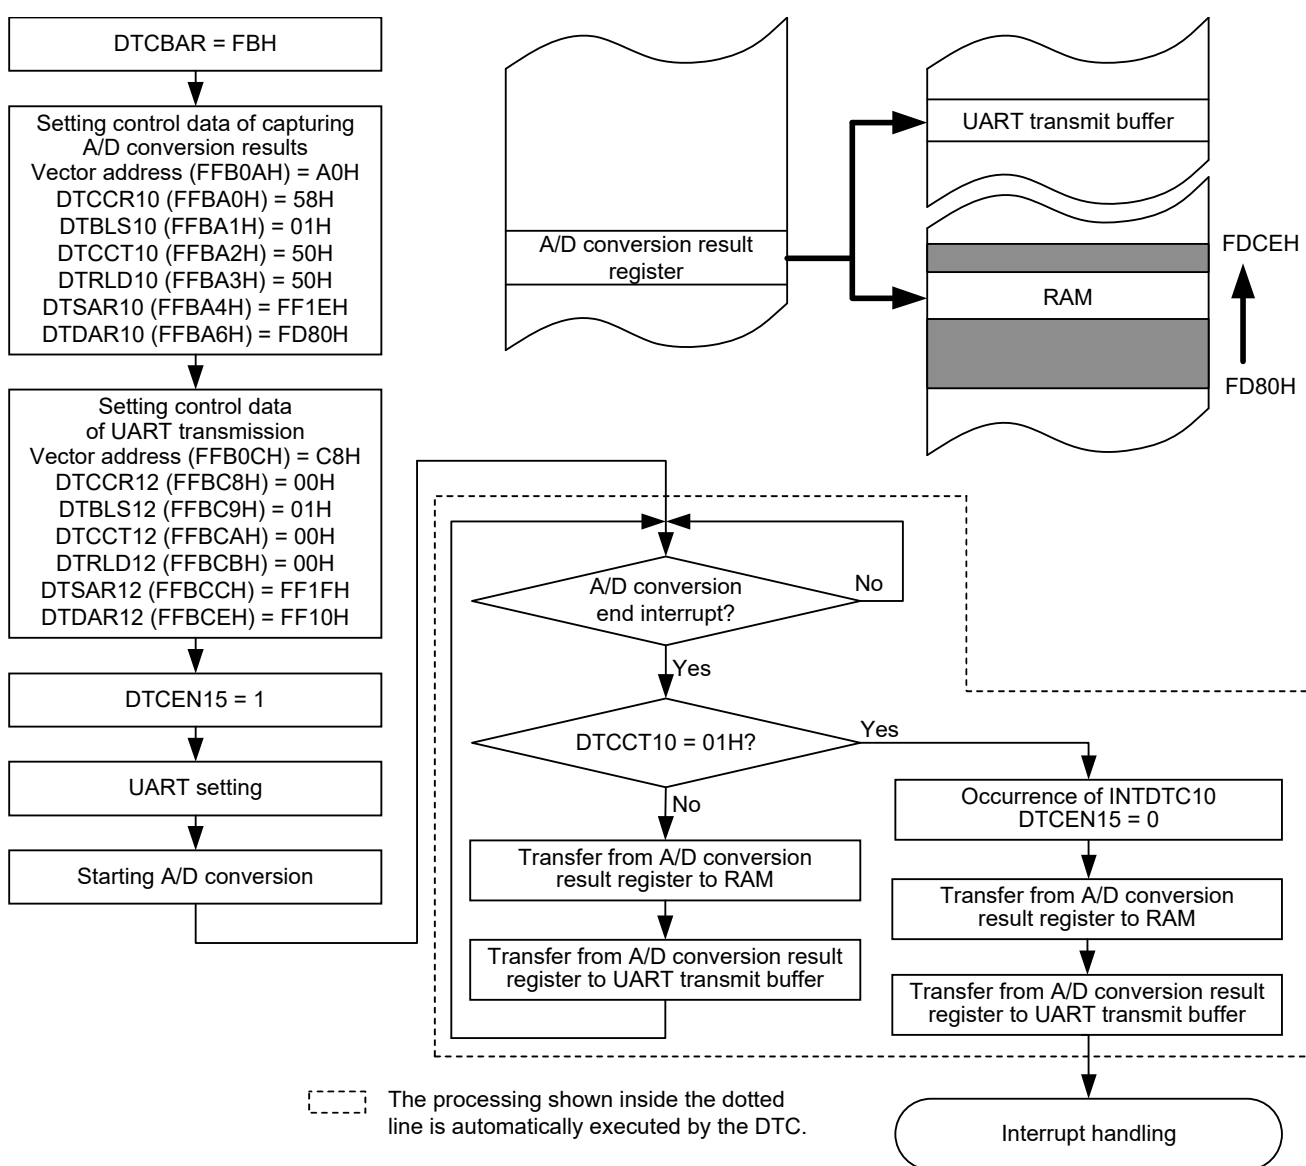 DTCBAR = FBH
Setting control data of capturing
A/D conversion results
Vector address (FFB0AH) = A0H
DTCCR10 (FFBA0H) = 58H
DTBLS10 (FFBA1H) = 01H
DTCCT10 (FFBA2H) = 50H
DTRLD10 (FFBA3H) = 50H
DTSAR10 (FFBA4H) = FF1EH
DTDAR10 (FFBA6H) = FD80H
Setting control data
of UART transmission
Vector address (FFB0CH) = C8H
DTCCR12 (FFBC8H) = 00H
DTBLS12 (FFBC9H) = 01H
DTCCT12 (FFBCAH) = 00H
DTRLD12 (FFBCBH) = 00H
DTSAR12 (FFBCCH) = FF1FH
DTDAR12 (FFBCEH) = FF10H
DTCEN15 = 1
UART setting
Starting A/D conversion
A/D conversion result
register
UART transmit buffer
RAM
FDCEH
FD80H
A/D conversion
end interrupt?
No
Yes
DTCCT10 = 01H?
Yes
No
Transfer from A/D conversion
result register to RAM
Transfer from A/D conversion result
register to UART transmit buffer
Occurrence of INTDTC10
DTCEN15 = 0
Transfer from A/D conversion
result register to RAM
Transfer from A/D conversion result
register to UART transmit buffer
Interrupt handling
The processing shown inside the dotted
line is automatically executed by the DTC.